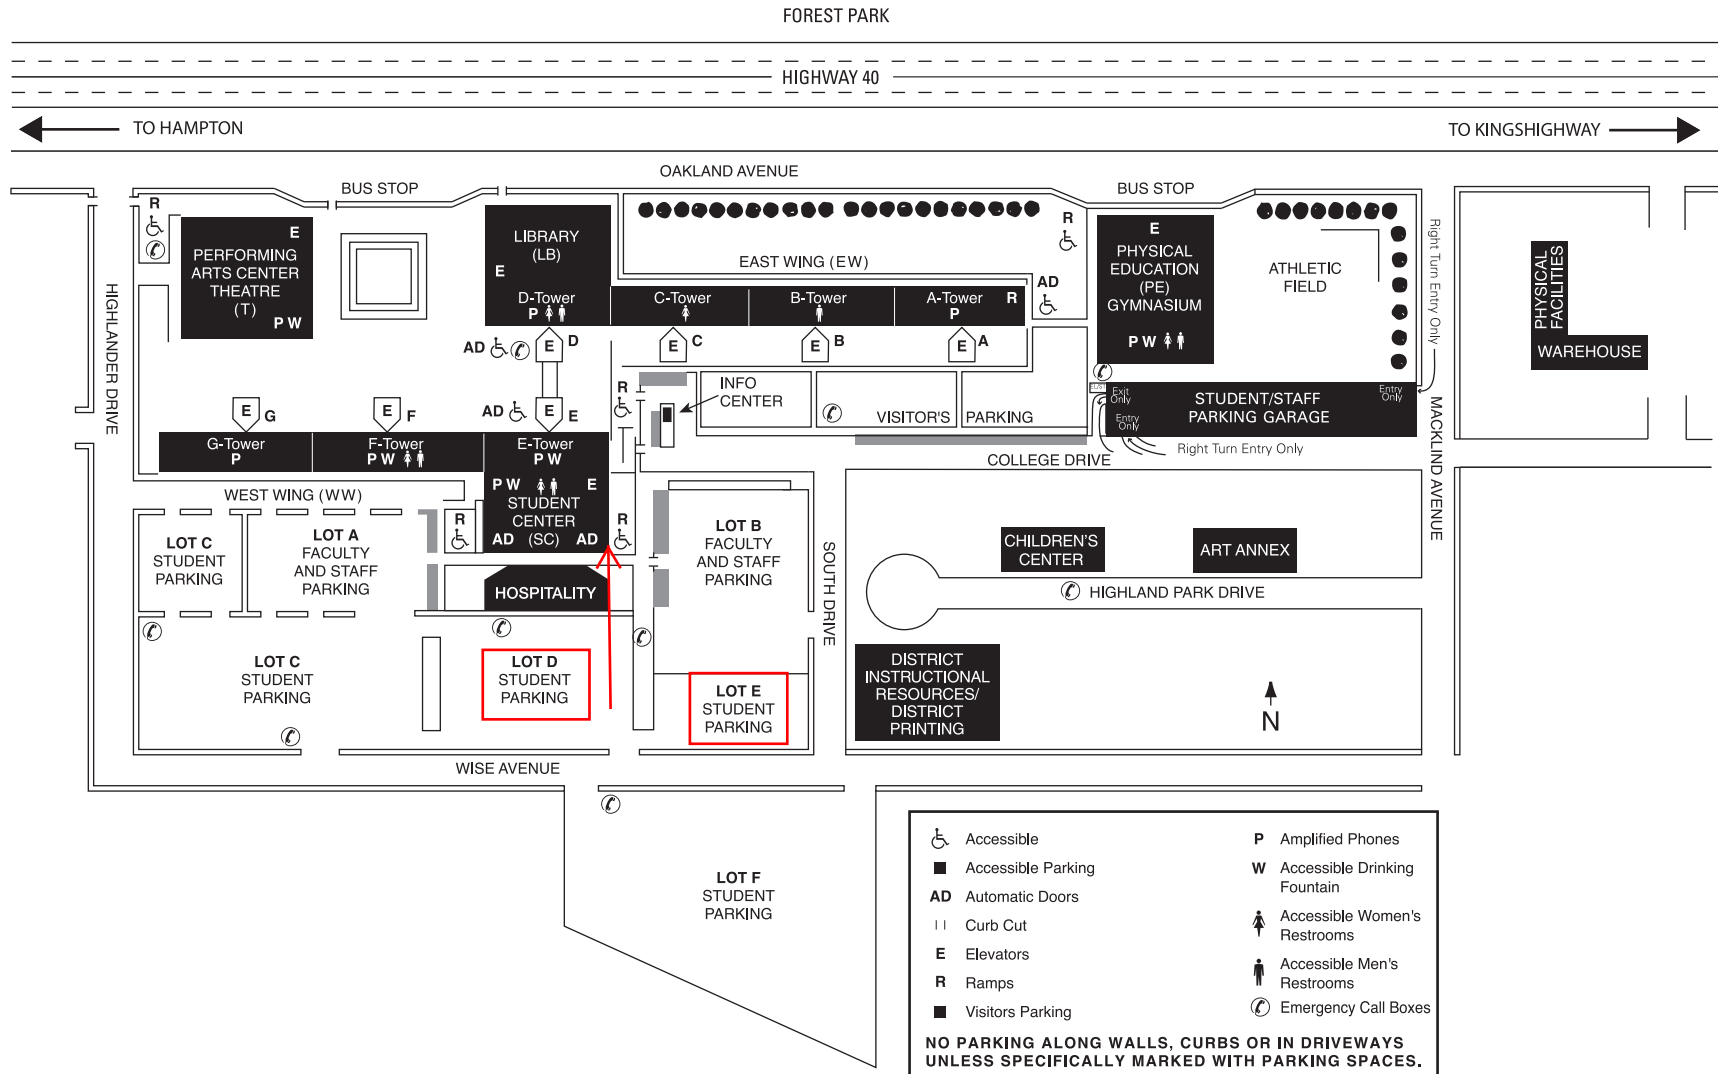 FOREST PARK
HIGHWAY 40
TO HAMPTON
TO KINGSHIGHWAY
OAKLAND AVENUE
BUS STOP
BUS STOP
R
E
PERFORMING
ARTS CENTER
THEATRE
(T)
P W
LIBRARY
(LB)
E
D-Tower
P
EAST WING (EW)
C-Tower
B-Tower
A-Tower
P
R
R
AD
E
PHYSICAL
EDUCATION
(PE)
GYMNASIUM
P W
ATHLETIC
FIELD
Right Turn Entry Only
PHYSICAL
FACILITIES
WAREHOUSE
HIGHLANDER DRIVE
AD
E D
E C
E B
E A
INFO
CENTER
R
VISITOR'S PARKING
Exit
Only
Entry
Only
Entry
Only
STUDENT/STAFF
PARKING GARAGE
Right Turn Entry Only
MACKLIND AVENUE
COLLEGE DRIVE
E G
E F
AD
E E
G-Tower
P
F-Tower
P W
E-Tower
P W
P W E
STUDENT
CENTER
(SC)
AD AD
WEST WING (WW)
R
R
LOT C
STUDENT
PARKING
LOT A
FACULTY
AND STAFF
PARKING
LOT B
FACULTY
AND STAFF
PARKING
SOUTH DRIVE
CHILDREN'S
CENTER
ART ANNEX
HIGHLAND PARK DRIVE
HOSPITALITY
LOT C
STUDENT
PARKING
LOT D
STUDENT
PARKING
LOT E
STUDENT
PARKING
DISTRICT
INSTRUCTIONAL
RESOURCES/
DISTRICT
PRINTING
N
WISE AVENUE
LOT F
STUDENT
PARKING
Accessible
Accessible Parking
AD Automatic Doors
Curb Cut
E Elevators
R Ramps
Visitors Parking
P Amplified Phones
W Accessible Drinking
Fountain
Accessible Women's
Restrooms
Accessible Men's
Restrooms
Emergency Call Boxes
NO PARKING ALONG WALLS, CURBS OR IN DRIVEWAYS
UNLESS SPECIFICALLY MARKED WITH PARKING SPACES.